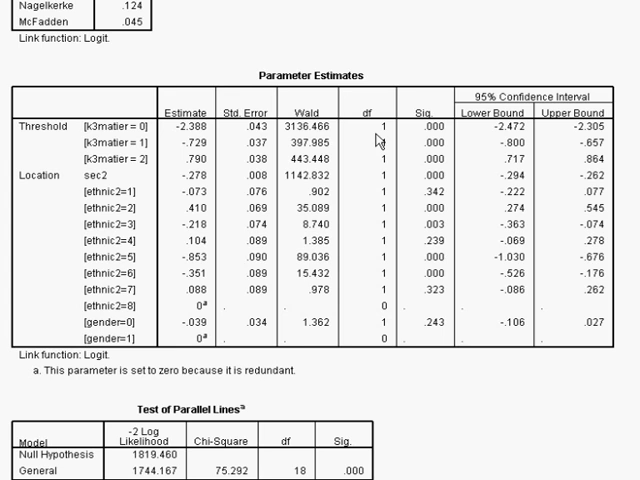 Nagelkerke .124
McFadden .045
Link function: Logit.
Parameter Estimates
95% Confidence Interval
Estimate Std. Error Wald df Sig. Lower Bound Upper Bound
Threshold [k3matier = 0] -2.388 .043 3136.466 1 .000 -2.472 -2.305
[k3matier = 1] -.729 .037 397.985 1 .000 -.800 -.657
[k3matier = 2] .790 .038 443.448 1 .000 .717 .864
Location sec2 -.278 .008 1142.832 1 .000 -.294 -.262
[ethnic2=1] -.073 .076 .902 1 .342 -.222 .077
[ethnic2=2] .410 .069 35.089 1 .000 .274 .545
[ethnic2=3] -.218 .074 8.740 1 .003 -.363 -.074
[ethnic2=4] .104 .089 1.385 1 .239 -.069 .278
[ethnic2=5] -.853 .090 89.036 1 .000 -1.030 -.676
[ethnic2=6] -.351 .089 15.432 1 .000 -.526 -.176
[ethnic2=7] .088 .089 .978 1 .323 -.086 .262
[ethnic2=8] 0a . . 0 . . .
[gender=0] -.039 .034 1.362 1 .243 -.106 .027
[gender=1] 0a . . 0 . . .
Link function: Logit.
a. This parameter is set to zero because it is redundant.
Test of Parallel Linesa
-2 Log
Model Likelihood Chi-Square df Sig.
Null Hypothesis 1819.460
General 1744.167 75.292 18 .000